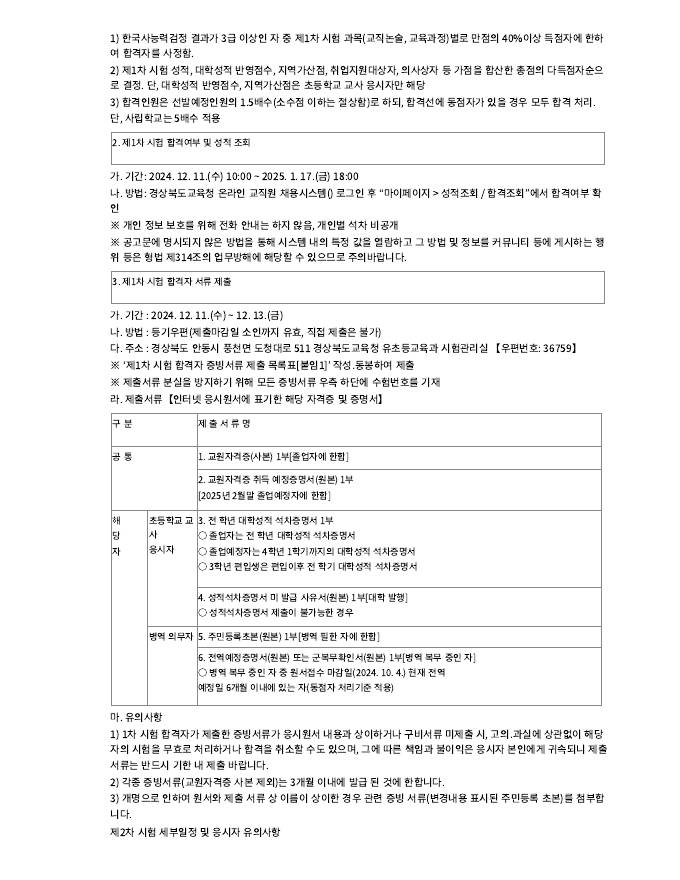 1) 한국사능력검정 결과가 3급 이상인 자 중 제1차 시험 과목(교직논술, 교육과정)별로 만점의 40%이상 득점자에 한하
여 합격자를 사정함.
2) 제1차 시험 성적, 대학성적 반영점수, 지역가산점, 취업지원대상자, 의사상자 등 가점을 합산한 총점의 다득점자순으
로 결정. 단, 대학성적 반영점수, 지역가산점은 초등학교 교사 응시자만 해당
3) 합격인원은 선발예정인원의 1.5배수(소수점 이하는 절상함)로 하되, 합격선에 동점자가 있을 경우 모두 합격 처리.
단, 사립학교는 5배수 적용
2. 제1차 시험 합격여부 및 성적 조회
가. 기간: 2024. 12. 11.(수) 10:00 ~ 2025. 1. 17.(금) 18:00
나. 방법: 경상북도교육청 온라인 교직원 채용시스템() 로그인 후 “마이페이지 > 성적조회 / 합격조회”에서 합격여부 확
인
※ 개인 정보 보호를 위해 전화 안내는 하지 않음, 개인별 석차 비공개
※ 공고문에 명시되지 않은 방법을 통해 시스템 내의 특정 값을 열람하고 그 방법 및 정보를 커뮤니티 등에 게시하는 행
위 등은 형법 제314조의 업무방해에 해당할 수 있으므로 주의바랍니다.
3. 제1차 시험 합격자 서류 제출
가. 기간 : 2024. 12. 11.(수) ~ 12. 13.(금)
나. 방법 : 등기우편(제출마감일 소인까지 유효, 직접 제출은 불가)
다. 주소 : 경상북도 안동시 풍천면 도청대로 511 경상북도교육청 유초등교육과 시험관리실 【우편번호: 36759】
※ ‘제1차 시험 합격자 증빙서류 제출 목록표[붙임1]’ 작성.동봉하여 제출
※ 제출서류 분실을 방지하기 위해 모든 증빙서류 우측 하단에 수험번호를 기재
라. 제출서류【인터넷 응시원서에 표기한 해당 자격증 및 증명서】
구 분
제 출 서 류 명
공 통
1. 교원자격증(사본) 1부[졸업자에 한함]
2. 교원자격증 취득 예정증명서(원본) 1부
[2025년 2월말 졸업예정자에 한함]
해
당
자
초등학교 교
사
응시자
3. 전 학년 대학성적 석차증명서 1부
○ 졸업자는 전 학년 대학성적 석차증명서
○ 졸업예정자는 4학년 1학기까지의 대학성적 석차증명서
○ 3학년 편입생은 편입이후 전 학기 대학성적 석차증명서
4. 성적석차증명서 미 발급 사유서(원본) 1부[대학 발행]
○ 성적석차증명서 제출이 불가능한 경우
병역 의무자
5. 주민등록초본(원본) 1부[병역 필한 자에 한함]
6. 전역예정증명서(원본) 또는 군복무확인서(원본) 1부[병역 복무 중인 자]
○ 병역 복무 중인 자 중 원서접수 마감일(2024. 10. 4.) 현재 전역
예정일 6개월 이내에 있는 자(동점자 처리기준 적용)
마. 유의사항
1) 1차 시험 합격자가 제출한 증빙서류가 응시원서 내용과 상이하거나 구비서류 미제출 시, 고의.과실에 상관없이 해당
자의 시험을 무효로 처리하거나 합격을 취소할 수도 있으며, 그에 따른 책임과 불이익은 응시자 본인에게 귀속되니 제출
서류는 반드시 기한 내 제출 바랍니다.
2) 각종 증빙서류(교원자격증 사본 제외)는 3개월 이내에 발급 된 것에 한합니다.
3) 개명으로 인하여 원서와 제출 서류 상 이름이 상이한 경우 관련 증빙 서류(변경내용 표시된 주민등록 초본)를 첨부합
니다.
제2차 시험 세부일정 및 응시자 유의사항